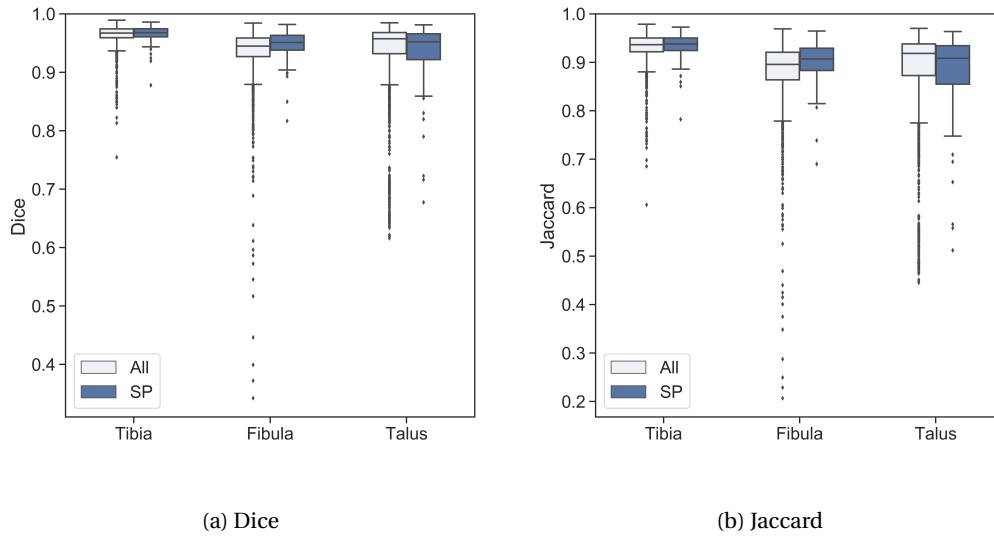 1.0
0.9
0.8
0.7
0.6
0.5
0.4
Dice
All
SP
Tibia Fibula Talus
(a) Dice
1.0
0.9
0.8
0.7
0.6
0.5
0.4
0.3
0.2
Jaccard
All
SP
Tibia Fibula Talus
(b) Jaccard